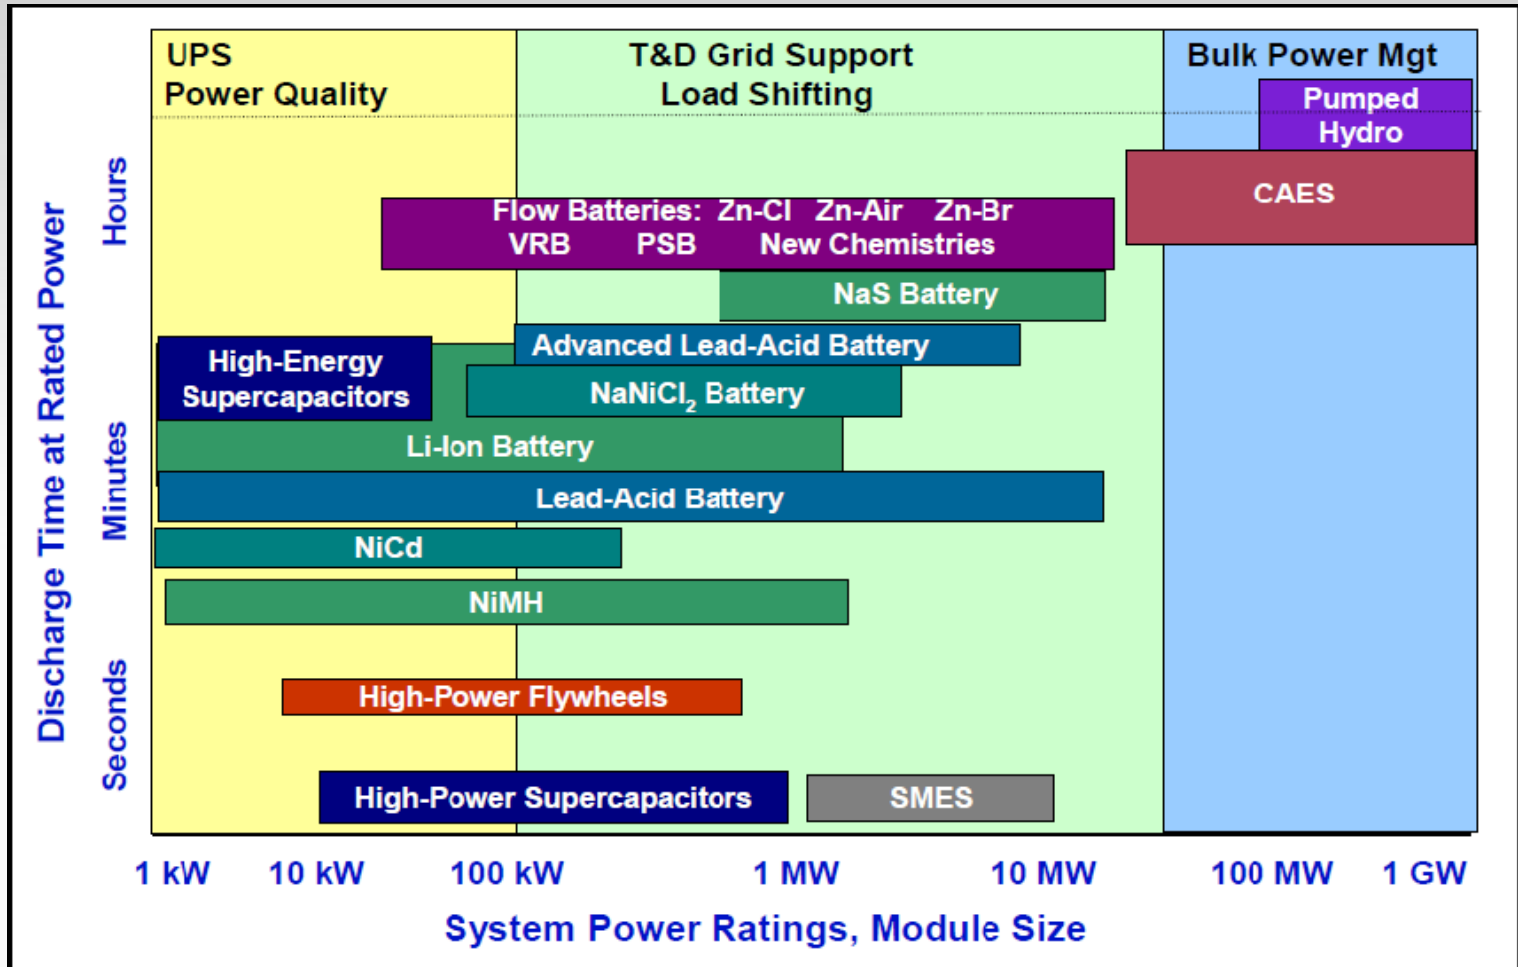 UPS
Power Quality
T&D Grid Support
Load Shifting
Bulk Power Mgt
Pumped
Hydro
CAES
Flow Batteries: Zn-Cl Zn-Air Zn-Br
VRB PSB New Chemistries
NaS Battery
Advanced Lead-Acid Battery
High-Energy
Supercapacitors
NaNiCl₂ Battery
Li-Ion Battery
Lead-Acid Battery
NiCd
NiMH
High-Power Flywheels
High-Power Supercapacitors
SMES
Discharge Time at Rated Power
Hours
Minutes
Seconds
1 kW 10 kW 100 kW 1 MW 10 MW 100 MW 1 GW
System Power Ratings, Module Size